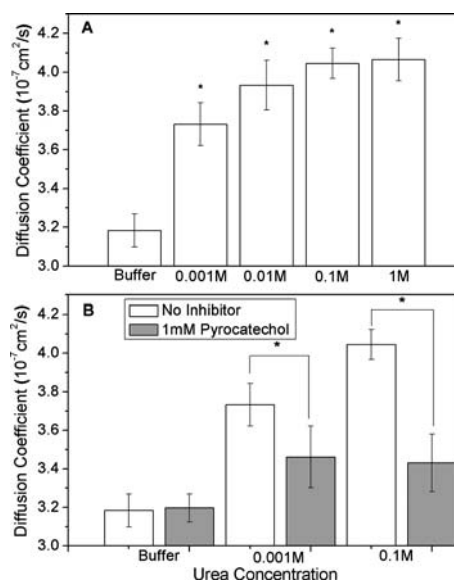 A
Diffusion Coefficient (10⁻⁷cm²/s)
4.2
4.0
3.8
3.6
3.4
3.2
3.0
* * * *
Buffer 0.001M 0.01M 0.1M 1M
B
No Inhibitor
1mM Pyrocatechol
Diffusion Coefficient (10⁻⁷cm²/s)
4.2
4.0
3.8
3.6
3.4
3.2
3.0
* *
Buffer 0.001M 0.1M
Urea Concentration